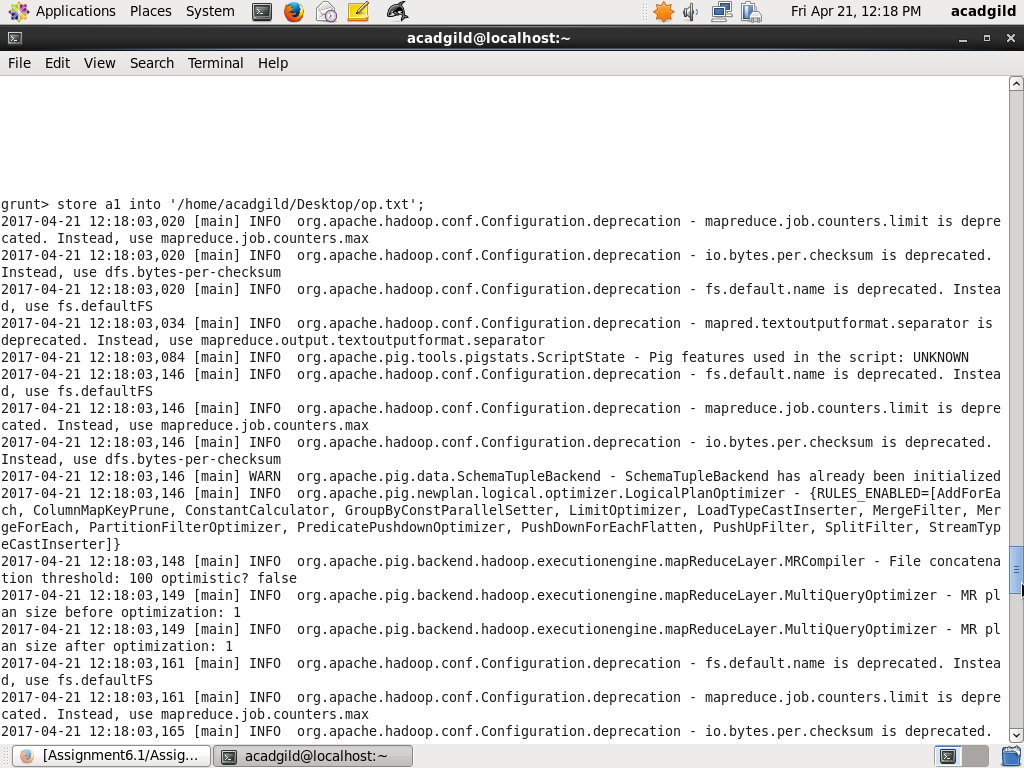 Applications Places System Fri Apr 21, 12:18 PM acadgild
acadgild@localhost:~
File Edit View Search Terminal Help
grunt> store a1 into '/home/acadgild/Desktop/op.txt';
2017-04-21 12:18:03,020 [main] INFO  org.apache.hadoop.conf.Configuration.deprecation - mapreduce.job.counters.limit is depre
cated. Instead, use mapreduce.job.counters.max
2017-04-21 12:18:03,020 [main] INFO  org.apache.hadoop.conf.Configuration.deprecation - io.bytes.per.checksum is deprecated.
Instead, use dfs.bytes-per-checksum
2017-04-21 12:18:03,020 [main] INFO  org.apache.hadoop.conf.Configuration.deprecation - fs.default.name is deprecated. Instea
d, use fs.defaultFS
2017-04-21 12:18:03,034 [main] INFO  org.apache.hadoop.conf.Configuration.deprecation - mapred.textoutputformat.separator is
deprecated. Instead, use mapreduce.output.textoutputformat.separator
2017-04-21 12:18:03,084 [main] INFO  org.apache.pig.tools.pigstats.ScriptState - Pig features used in the script: UNKNOWN
2017-04-21 12:18:03,146 [main] INFO  org.apache.hadoop.conf.Configuration.deprecation - fs.default.name is deprecated. Instea
d, use fs.defaultFS
2017-04-21 12:18:03,146 [main] INFO  org.apache.hadoop.conf.Configuration.deprecation - mapreduce.job.counters.limit is depre
cated. Instead, use mapreduce.job.counters.max
2017-04-21 12:18:03,146 [main] INFO  org.apache.hadoop.conf.Configuration.deprecation - io.bytes.per.checksum is deprecated.
Instead, use dfs.bytes-per-checksum
2017-04-21 12:18:03,146 [main] WARN  org.apache.pig.data.SchemaTupleBackend - SchemaTupleBackend has already been initialized
2017-04-21 12:18:03,146 [main] INFO  org.apache.pig.newplan.logical.optimizer.LogicalPlanOptimizer - {RULES_ENABLED=[AddForEa
ch, ColumnMapKeyPrune, ConstantCalculator, GroupByConstParallelSetter, LimitOptimizer, LoadTypeCastInserter, MergeFilter, Mer
geForEach, PartitionFilterOptimizer, PredicatePushdownOptimizer, PushDownForEachFlatten, PushUpFilter, SplitFilter, StreamTyp
eCastInserter]}
2017-04-21 12:18:03,148 [main] INFO  org.apache.pig.backend.hadoop.executionengine.mapReduceLayer.MRCompiler - File concatena
tion threshold: 100 optimistic? false
2017-04-21 12:18:03,149 [main] INFO  org.apache.pig.backend.hadoop.executionengine.mapReduceLayer.MultiQueryOptimizer - MR pl
an size before optimization: 1
2017-04-21 12:18:03,149 [main] INFO  org.apache.pig.backend.hadoop.executionengine.mapReduceLayer.MultiQueryOptimizer - MR pl
an size after optimization: 1
2017-04-21 12:18:03,161 [main] INFO  org.apache.hadoop.conf.Configuration.deprecation - fs.default.name is deprecated. Instea
d, use fs.defaultFS
2017-04-21 12:18:03,161 [main] INFO  org.apache.hadoop.conf.Configuration.deprecation - mapreduce.job.counters.limit is depre
cated. Instead, use mapreduce.job.counters.max
2017-04-21 12:18:03,165 [main] INFO  org.apache.hadoop.conf.Configuration.deprecation - io.bytes.per.checksum is deprecated.
[Assignment6.1/Assig... acadgild@localhost:~